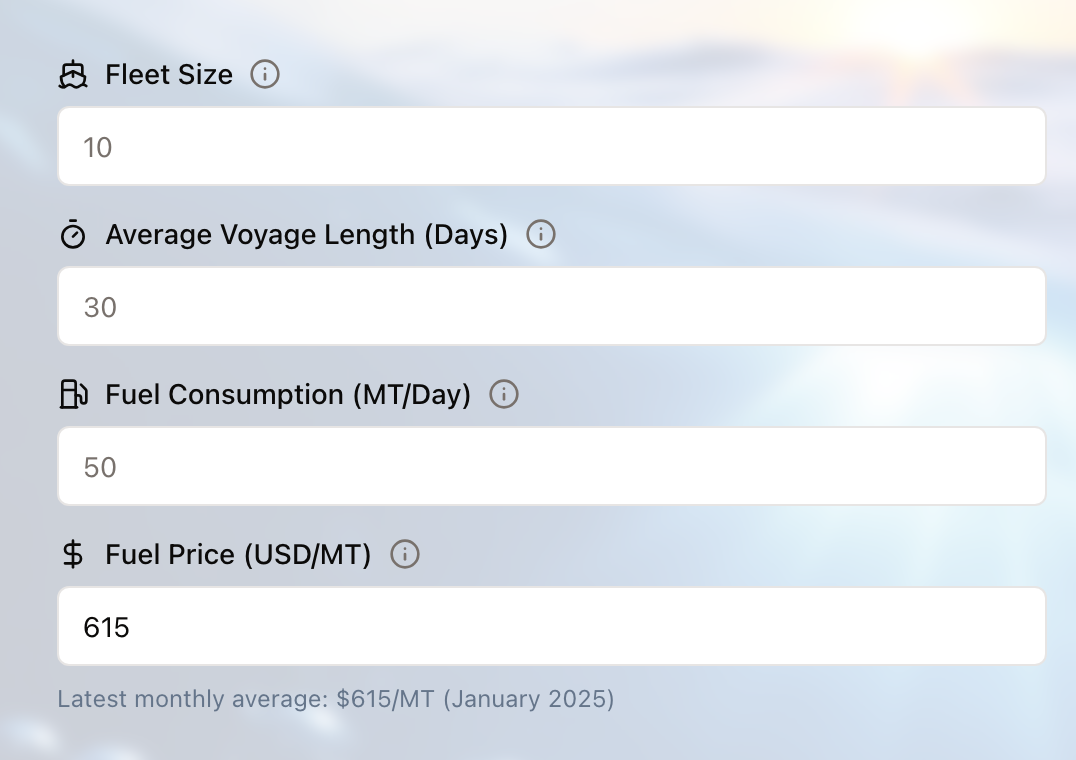 Fleet Size
10
Average Voyage Length (Days)
30
Fuel Consumption (MT/Day)
50
Fuel Price (USD/MT)
615
Latest monthly average: $615/MT (January 2025)